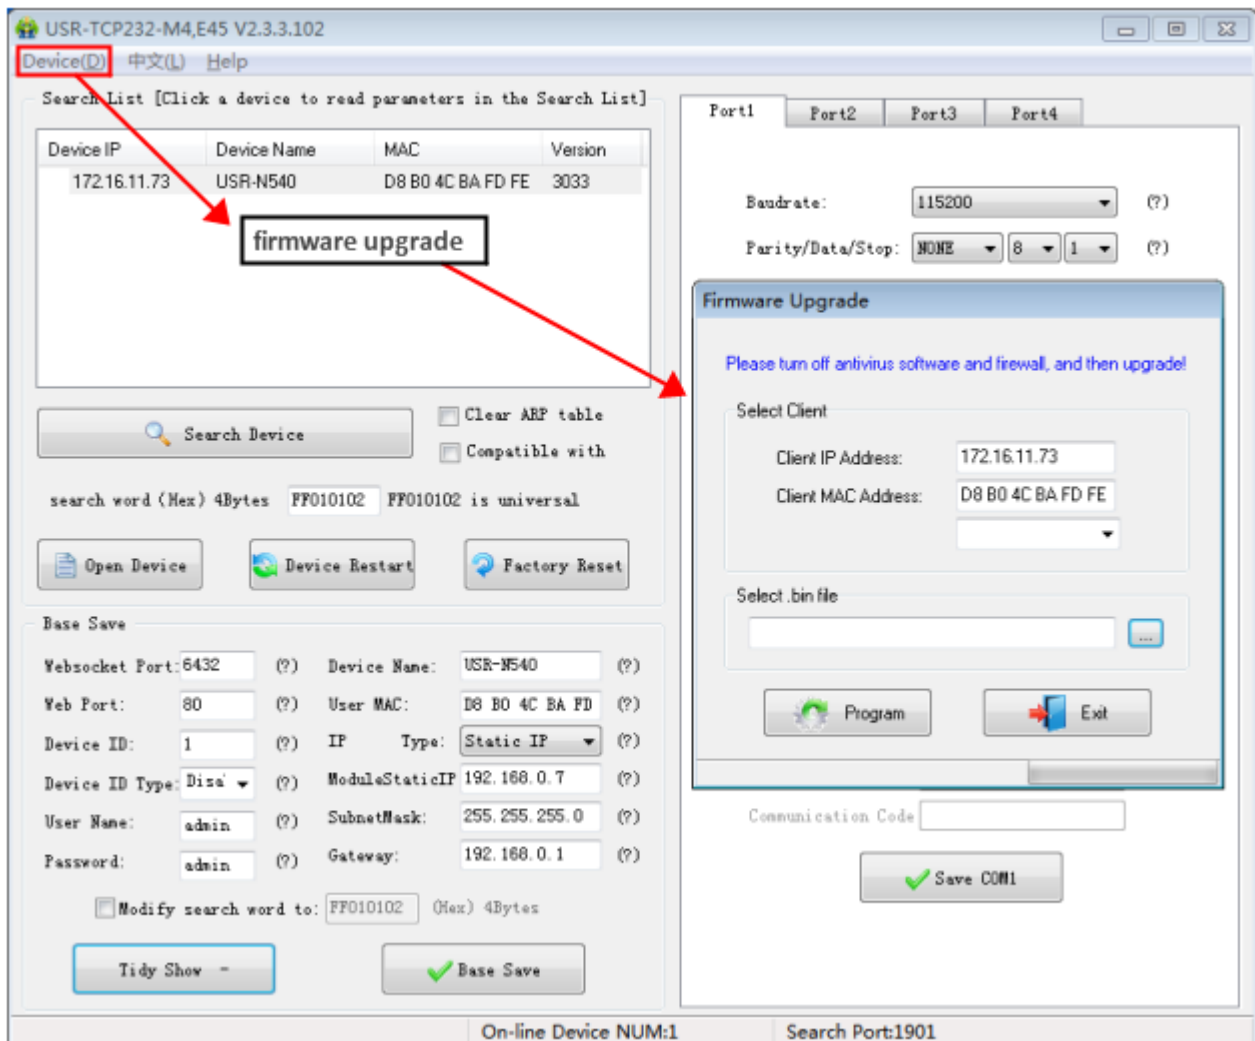 USR-TCP232-M4,E45 V2.3.3.102
Device(D) 中文(L) Help
Search List [Click a device to read parameters in the Search List]
Device IP Device Name MAC Version
172.16.11.73 USR-N540 D8 B0 4C BA FD FE 3033
firmware upgrade
Search Device
Clear ARP table
Compatible with
search word (Hex) 4Bytes FF010102 FF010102 is universal
Open Device Device Restart Factory Reset
Base Save
Websocket Port: 6432 (?) Device Name: USR-N540 (?)
Web Port: 80 (?) User MAC: D8 B0 4C BA FD (?)
Device ID: 1 (?) IP Type: Static IP (?)
Device ID Type: Disa (?) ModuleStaticIP 192.168.0.7 (?)
User Name: admin (?) SubnetMask: 255.255.255.0 (?)
Password: admin (?) Gateway: 192.168.0.1 (?)
Modify search word to: FF010102 (Hex) 4Bytes
Tidy Show - Base Save
Port1 Port2 Port3 Port4
Baudrate: 115200 (?)
Parity/Data/Stop: NONE 8 1 (?)
Firmware Upgrade
Please turn off antivirus software and firewall, and then upgrade!
Select Client
Client IP Address: 172.16.11.73
Client MAC Address: D8 B0 4C BA FD FE
Select .bin file
...
Program Exit
Communication Code
Save COM1
On-line Device NUM:1 Search Port:1901